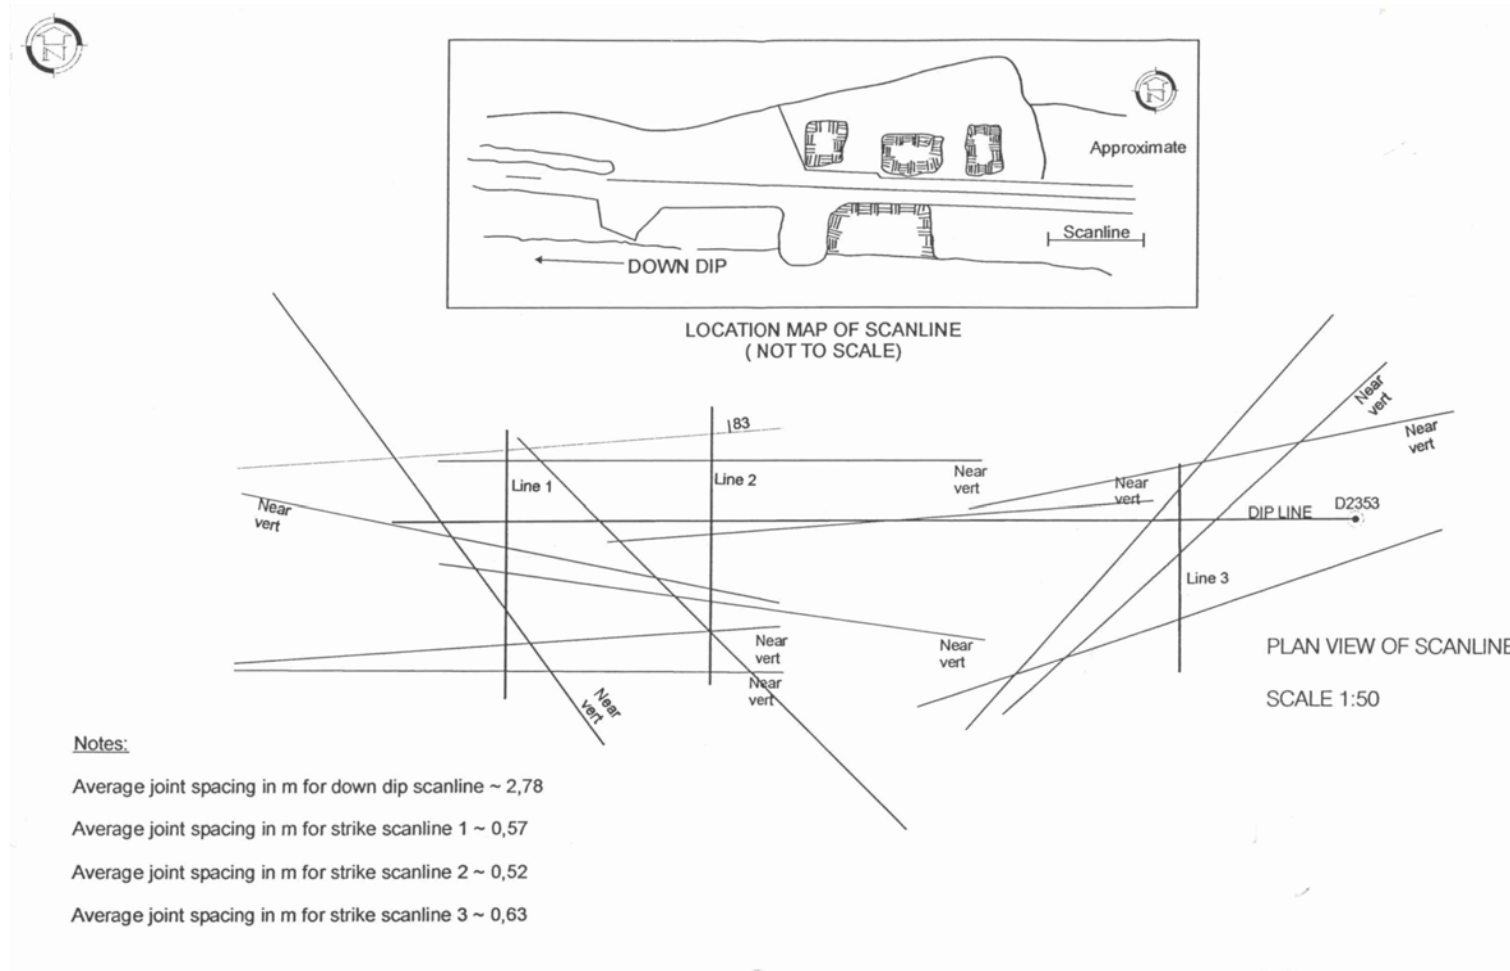 N
N
Approximate
Scanline
DOWN DIP
LOCATION MAP OF SCANLINE
( NOT TO SCALE)
83
Line 1
Line 2
Near
vert
Near
vert
Near
vert
Near
vert
Near
vert
DIP LINE
D2353
Line 3
Near
vert
Near
vert
Near
vert
Near
vert
PLAN VIEW OF SCANLINE
SCALE 1:50
Notes:
Average joint spacing in m for down dip scanline ~ 2,78
Average joint spacing in m for strike scanline 1 ~ 0,57
Average joint spacing in m for strike scanline 2 ~ 0,52
Average joint spacing in m for strike scanline 3 ~ 0,63